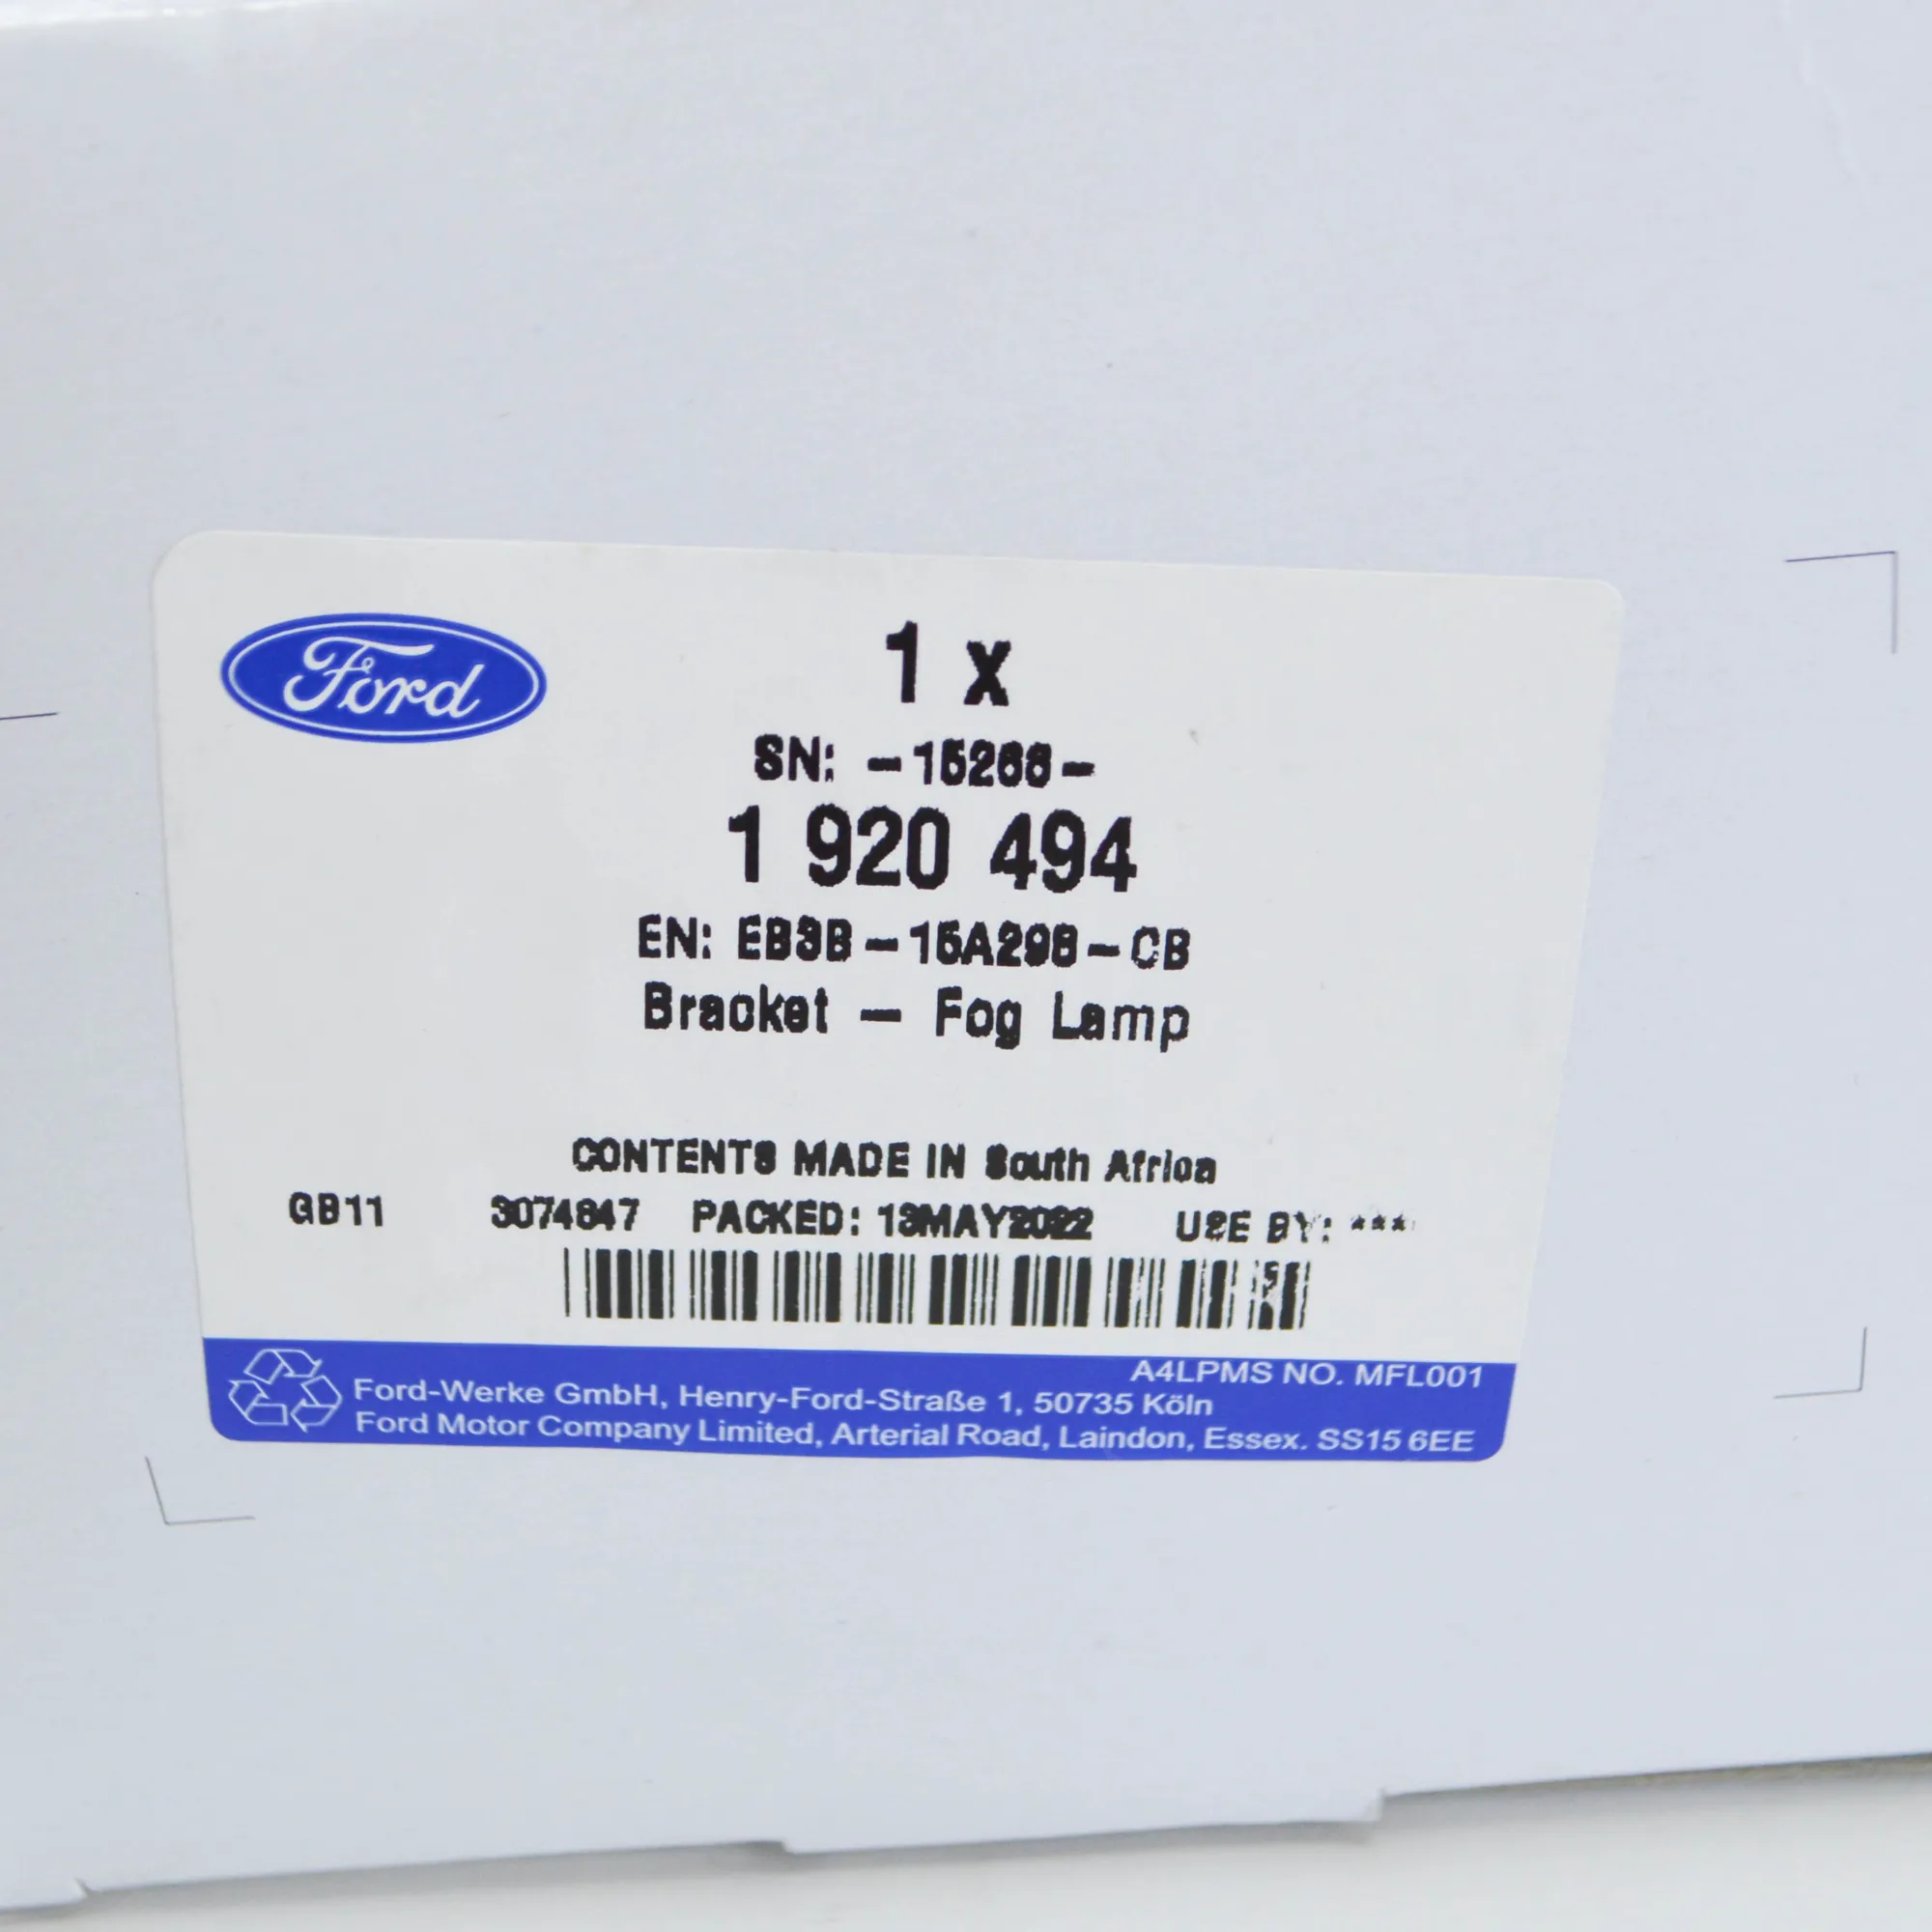 Ford
1 x
SN: -15266-
1 920 494
EN: EB3B-15A298-CB
Bracket - Fog Lamp
CONTENTS MADE IN South Africa
GB11 3074647 PACKED: 13MAY2022 USE BY: ***
A4LPMS NO. MFL001
Ford-Werke GmbH, Henry-Ford-Straße 1, 50735 Köln
Ford Motor Company Limited, Arterial Road, Laindon, Essex. SS15 6EE